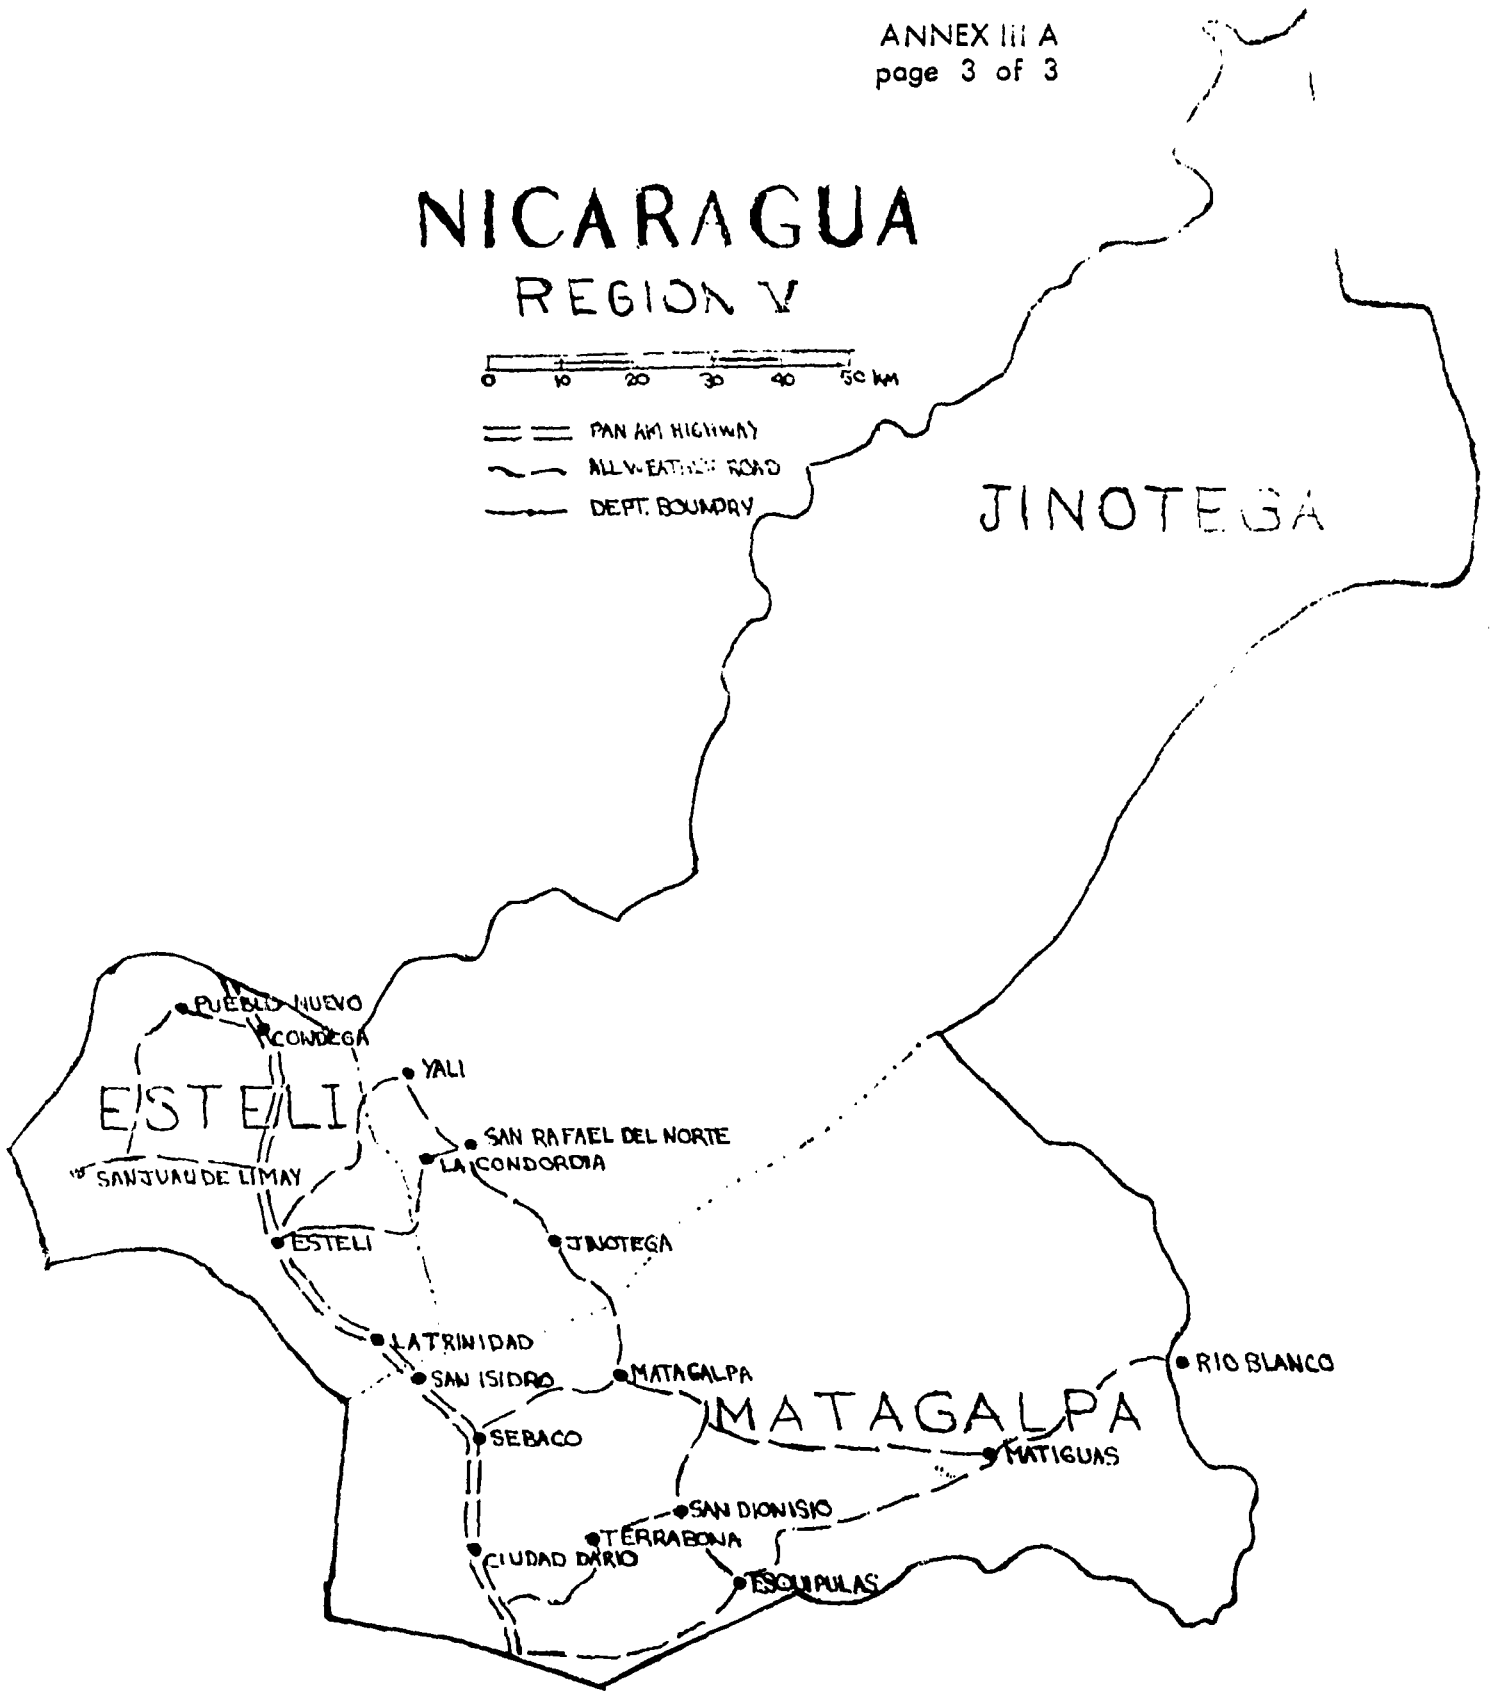 ANNEX III A
page 3 of 3
NICARAGUA
REGION V
0 10 20 30 40 50 KM
PAN AM HIGHWAY
ALL WEATHER ROAD
DEPT. BOUNDRY
JINOTEGA
PUEBLO NUEVO
CONDEGA
YALI
ESTELI
SAN RAFAEL DEL NORTE
LA CONDORDIA
SAN JUAN DE LIMAY
ESTELI
JINOTEGA
LA TRINIDAD
RIO BLANCO
SAN ISIDRO
MATAGALPA
MATAGALPA
SEBACO
MATIGUAS
SAN DIONISIO
TERRABONA
CIUDAD DARIO
ESQUIPULAS